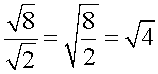 √8/√2 = √(8/2) = √4